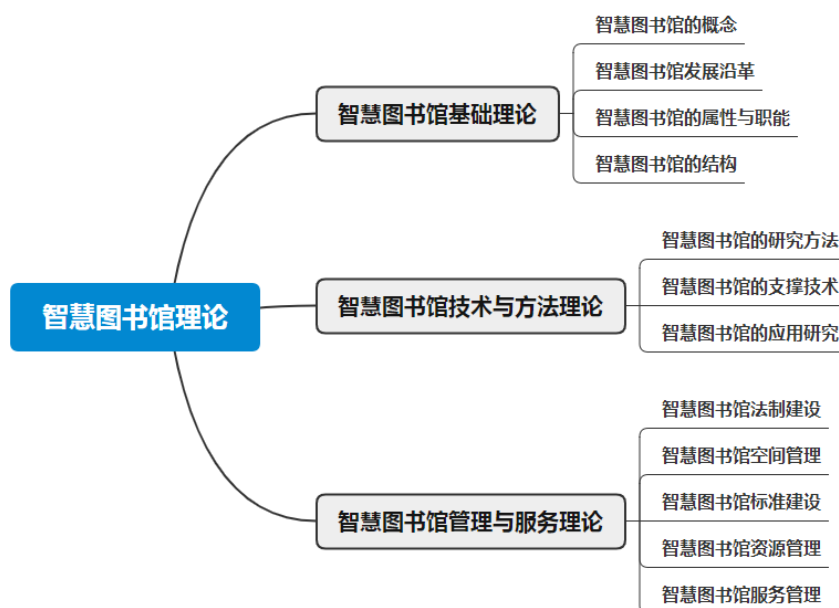 智慧图书馆理论
智慧图书馆基础理论
智慧图书馆的概念
智慧图书馆发展沿革
智慧图书馆的属性与职能
智慧图书馆的结构
智慧图书馆技术与方法理论
智慧图书馆的研究方法
智慧图书馆的支撑技术
智慧图书馆的应用研究
智慧图书馆管理与服务理论
智慧图书馆法制建设
智慧图书馆空间管理
智慧图书馆标准建设
智慧图书馆资源管理
智慧图书馆服务管理